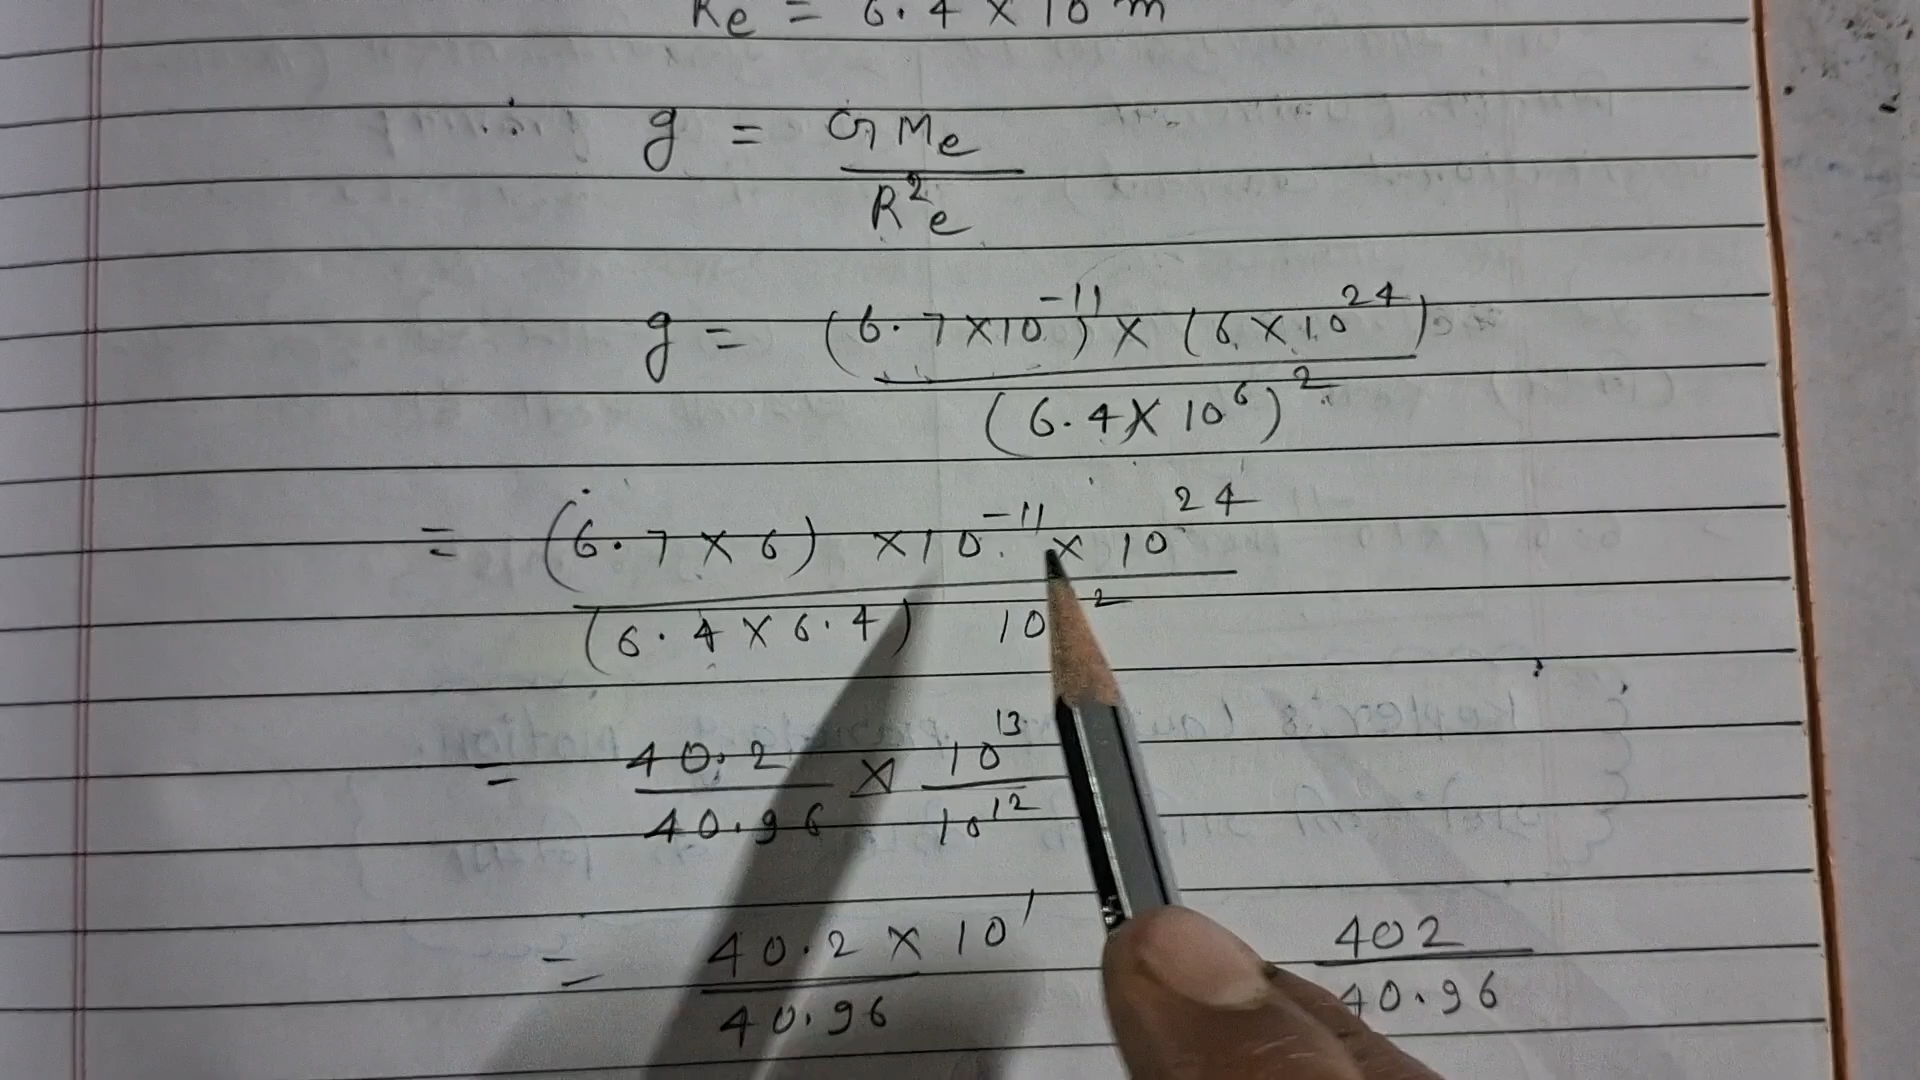 Re = 6.4 × 10 m
g = GMe / R²e
g = (6.7 × 10⁻¹¹) × (6 × 10²⁴) / (6.4 × 10⁶)²
= (6.7 × 6) × 10⁻¹¹ × 10²⁴ / (6.4 × 6.4) 10 ²
= 40.2 / 40.96 × 10¹³ / 10¹²
= 40.2 × 10¹ / 40.96 402 / 40.96